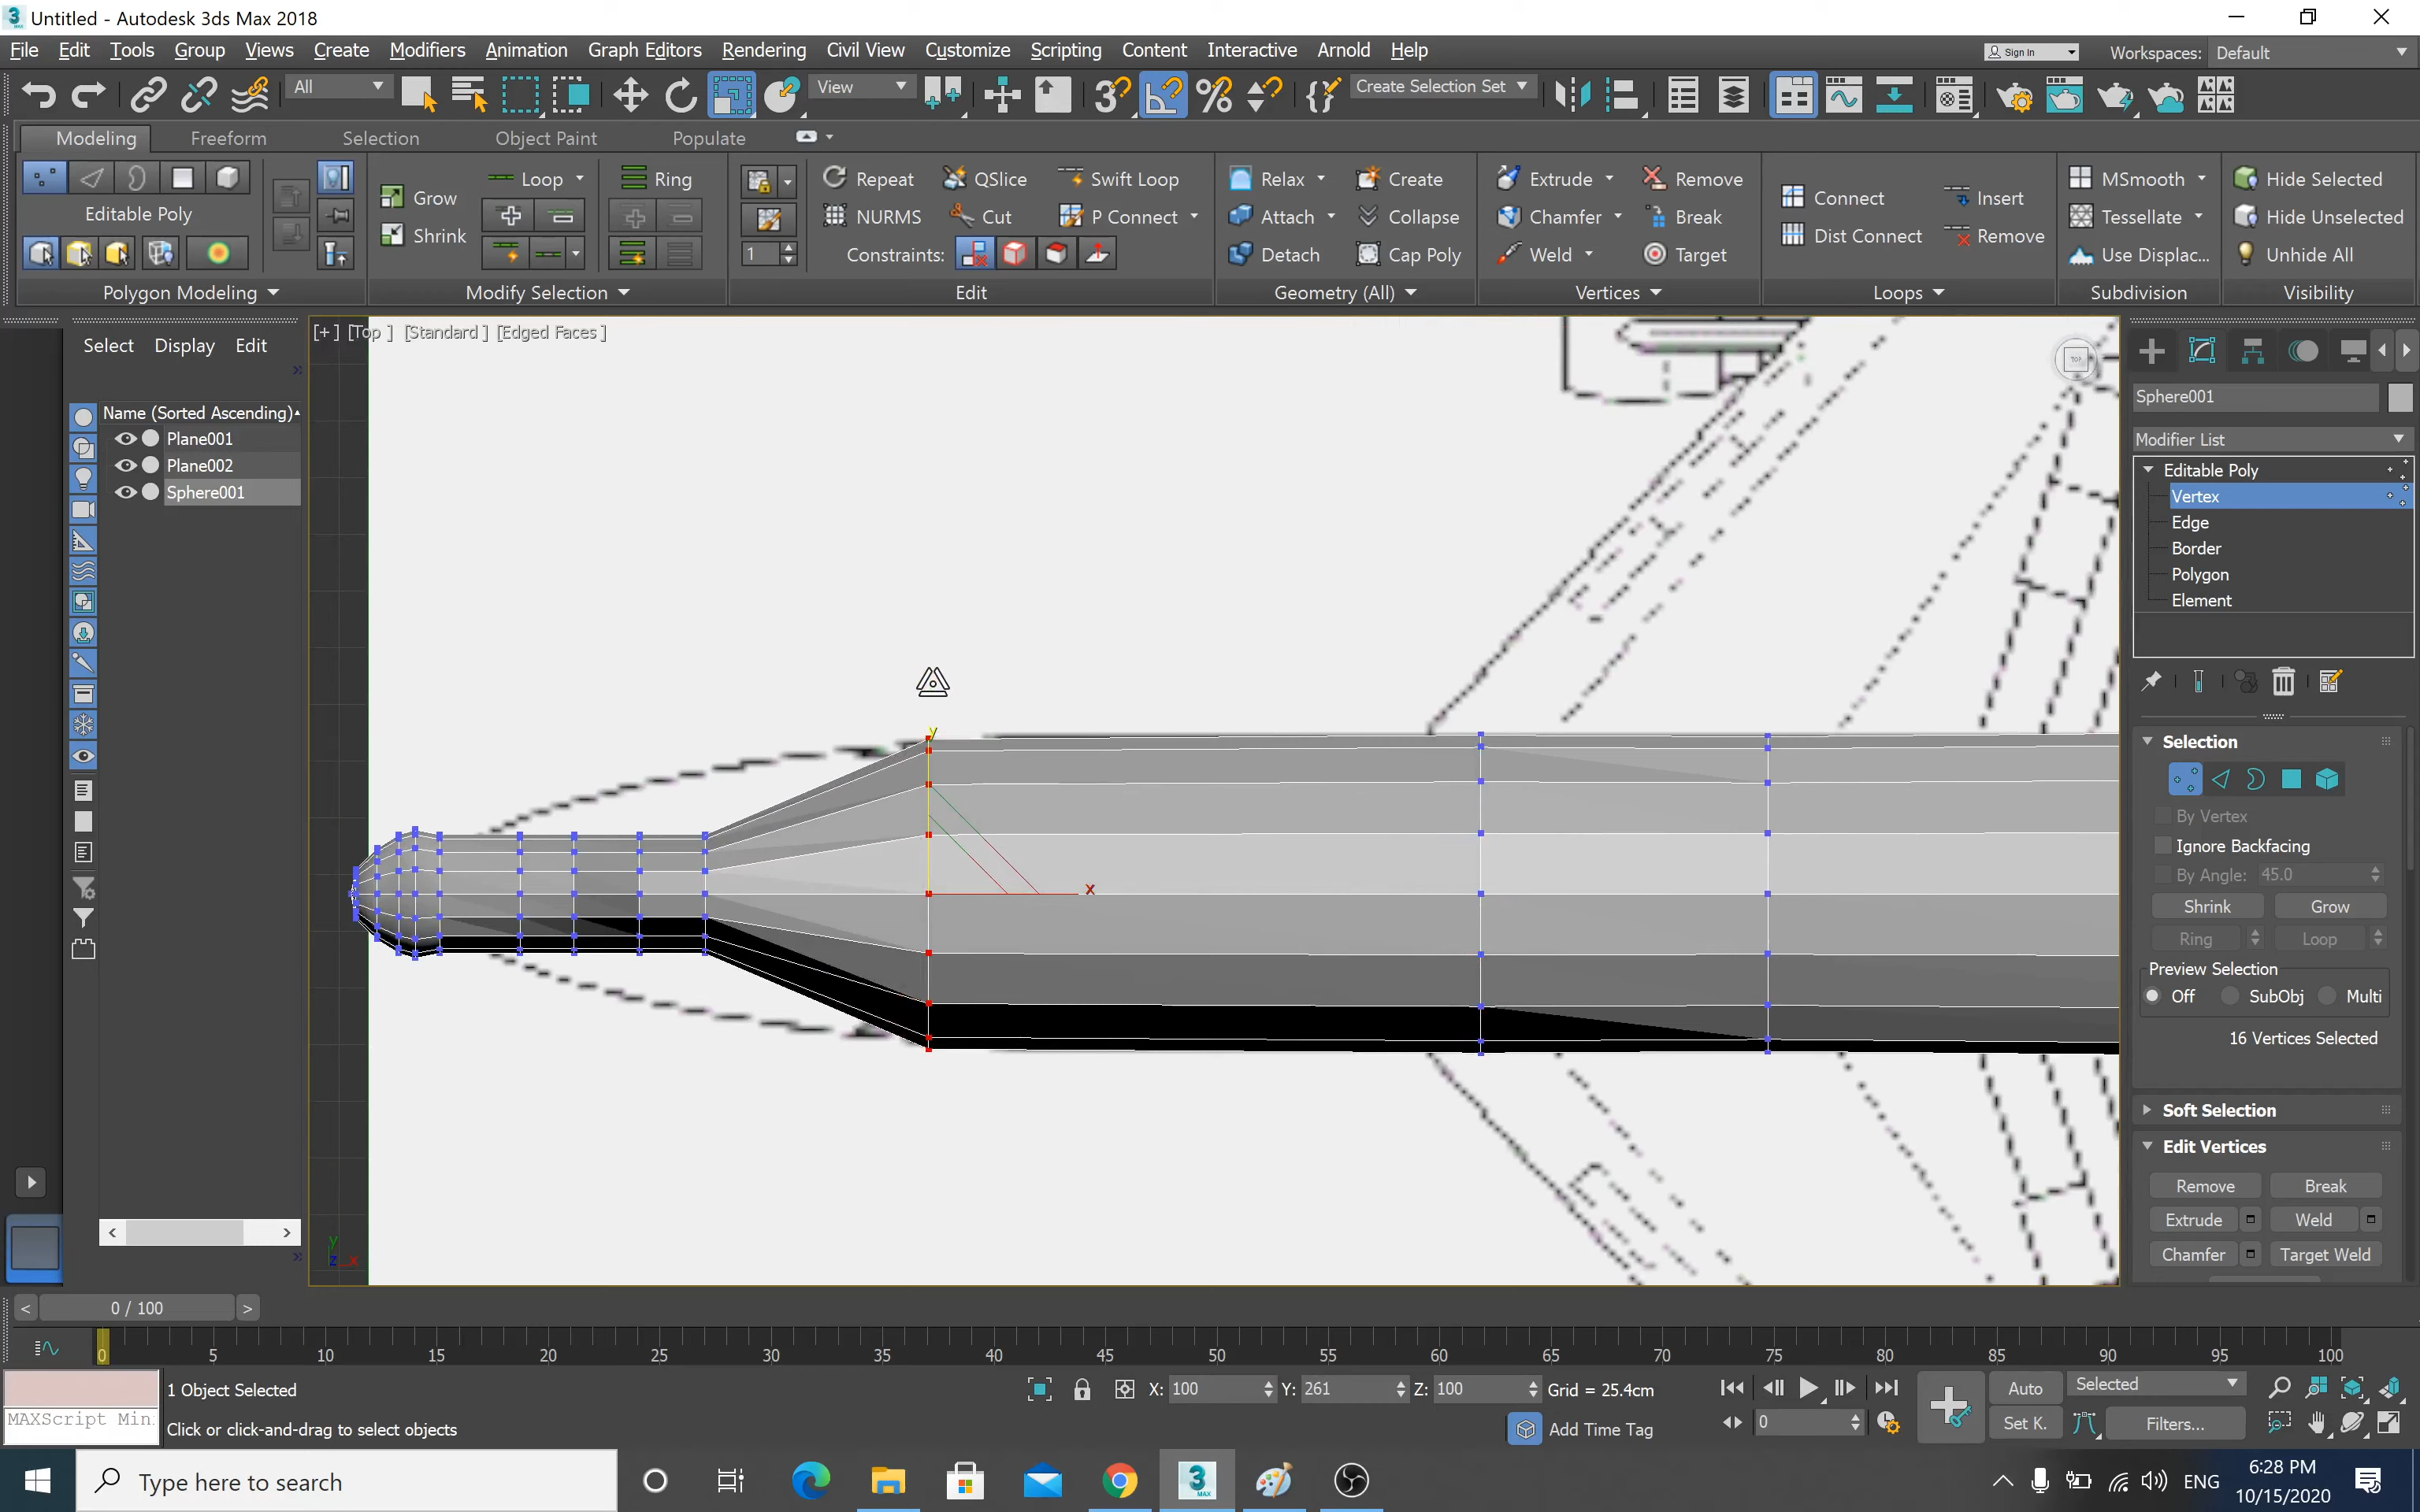 Untitled - Autodesk 3ds Max 2018
File Edit Tools Group Views Create Modifiers Animation Graph Editors Rendering Civil View Customize Scripting Content Interactive Arnold Help
Sign In
Workspaces: Default
All
View
Create Selection Set
Modeling Freeform Selection Object Paint Populate
Editable Poly
Polygon Modeling
Grow
Shrink
Loop
Ring
Modify Selection
1
Repeat QSlice Swift Loop
NURMS Cut P Connect
Constraints:
Edit
Relax Create
Attach Collapse
Detach Cap Poly
Geometry (All)
Extrude Remove
Chamfer Break
Weld Target
Vertices
Connect Insert
Dist Connect Remove
Loops
MSmooth
Tessellate
Use Displac...
Subdivision
Hide Selected
Hide Unselected
Unhide All
Visibility
Select Display Edit
Name (Sorted Ascending)
Plane001
Plane002
Sphere001
[+] [Top ] [Standard ] [Edged Faces ]
TOP
y
x
y
z x
Sphere001
Modifier List
Editable Poly
Vertex
Edge
Border
Polygon
Element
Selection
By Vertex
Ignore Backfacing
By Angle: 45.0
Shrink Grow
Ring Loop
Preview Selection
Off SubObj Multi
16 Vertices Selected
Soft Selection
Edit Vertices
Remove Break
Extrude Weld
Chamfer Target Weld
< 0 / 100 >
0 5 10 15 20 25 30 35 40 45 50 55 60 65 70 75 80 85 90 95 100
MAXScript Min
1 Object Selected
Click or click-and-drag to select objects
X: 100 Y: 261 Z: 100 Grid = 25.4cm
Add Time Tag
0
Auto Selected
Set K. Filters...
Type here to search
3
MAX
ENG
6:28 PM
10/15/2020